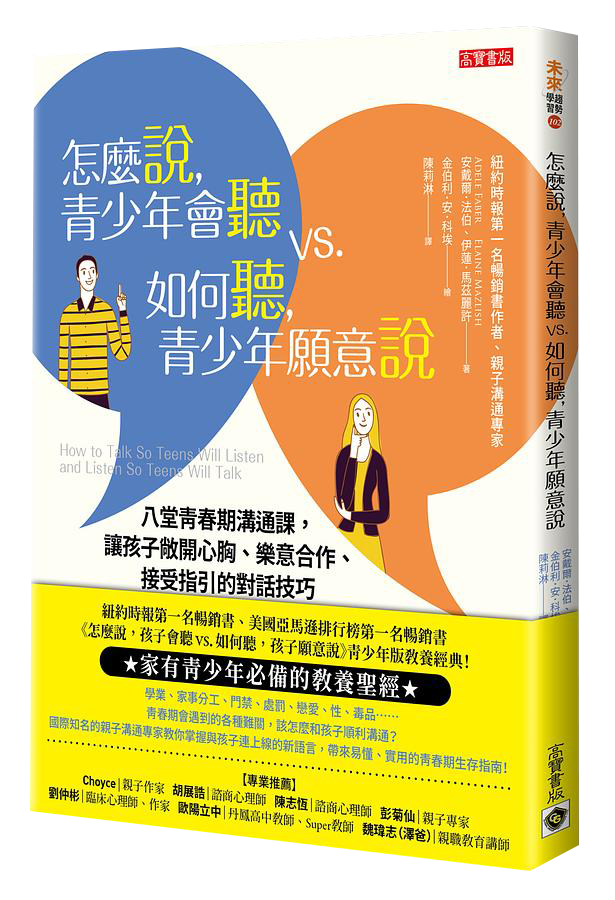 高寶書版
怎麼說,
青少年會聽
VS.
如何聽,
青少年願意說
紐約時報第一名暢銷書作者、親子溝通專家
ADELE FABER ELAINE MAZLISH
安戴爾·法伯、伊蓮·馬茲麗許——著
金伯利·安·科埃——繪
陳莉淋——譯
How to Talk So Teens Will Listen
and Listen So Teens Will Talk
八堂青春期溝通課,
讓孩子敞開心胸、樂意合作、
接受指引的對話技巧
紐約時報第一名暢銷書、美國亞馬遜排行榜第一名暢銷書
《怎麼說,孩子會聽 vs. 如何聽,孩子願意說》青少年版教養經典!
★家有青少年必備的教養聖經★
學業、家事分工、門禁、處罰、戀愛、性、毒品……
青春期會遇到的各種難關,該怎麼和孩子順利溝通?
國際知名的親子溝通專家教你掌握與孩子連上線的新語言,帶來易懂、實用的青春期生存指南!
【專業推薦】
Choyce|親子作家 胡展誥|諮商心理師 陳志恆|諮商心理師 彭菊仙|親子專家
劉仲彬|臨床心理師、作家 歐陽立中|丹鳳高中教師、Super教師 魏瑋志(澤爸)|親職教育講師
未來
趨勢
學習
102
怎麼說,青少年會聽 VS. 如何聽,青少年願意說
安戴爾·法伯
金伯利·安·科埃
陳莉淋
高寶書版